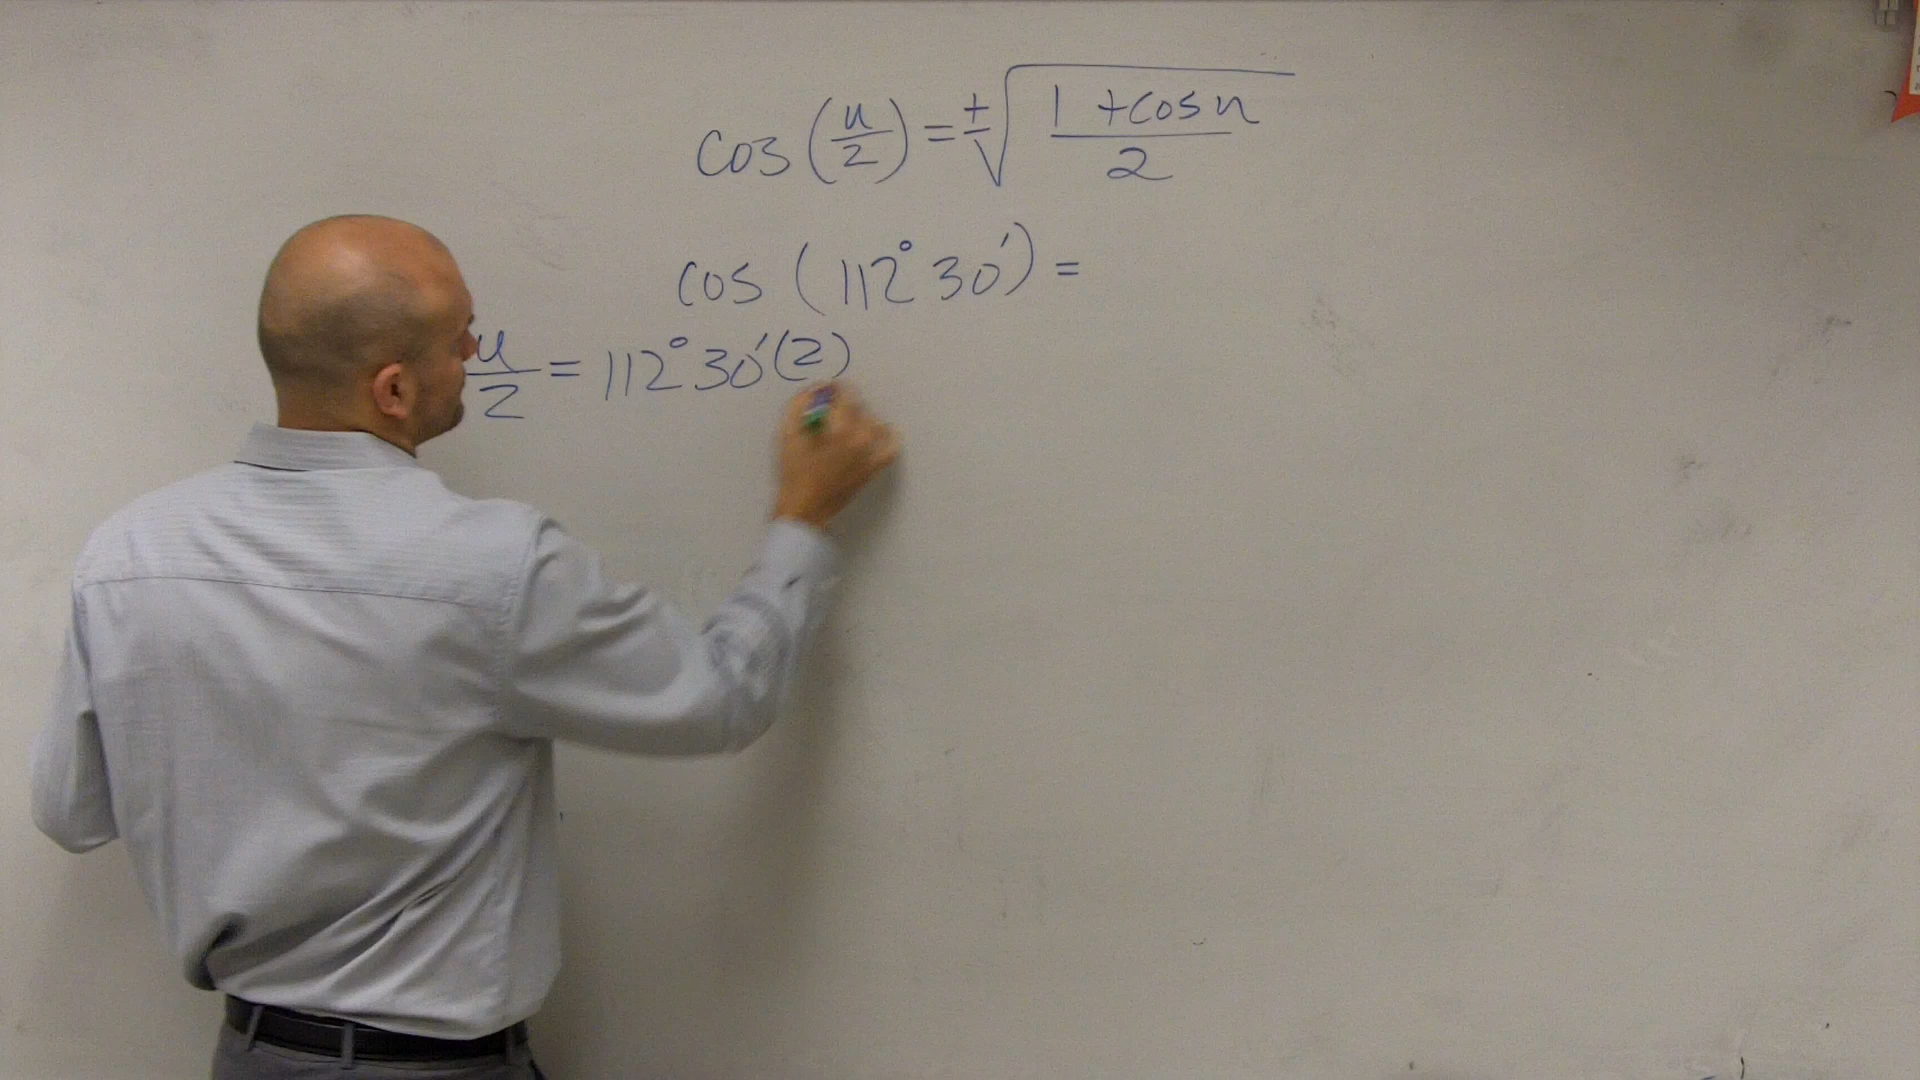 cos (u/2) = ± √ 1 + cos u / 2
cos (112° 30′) =
u/2 = 112° 30′ (2)